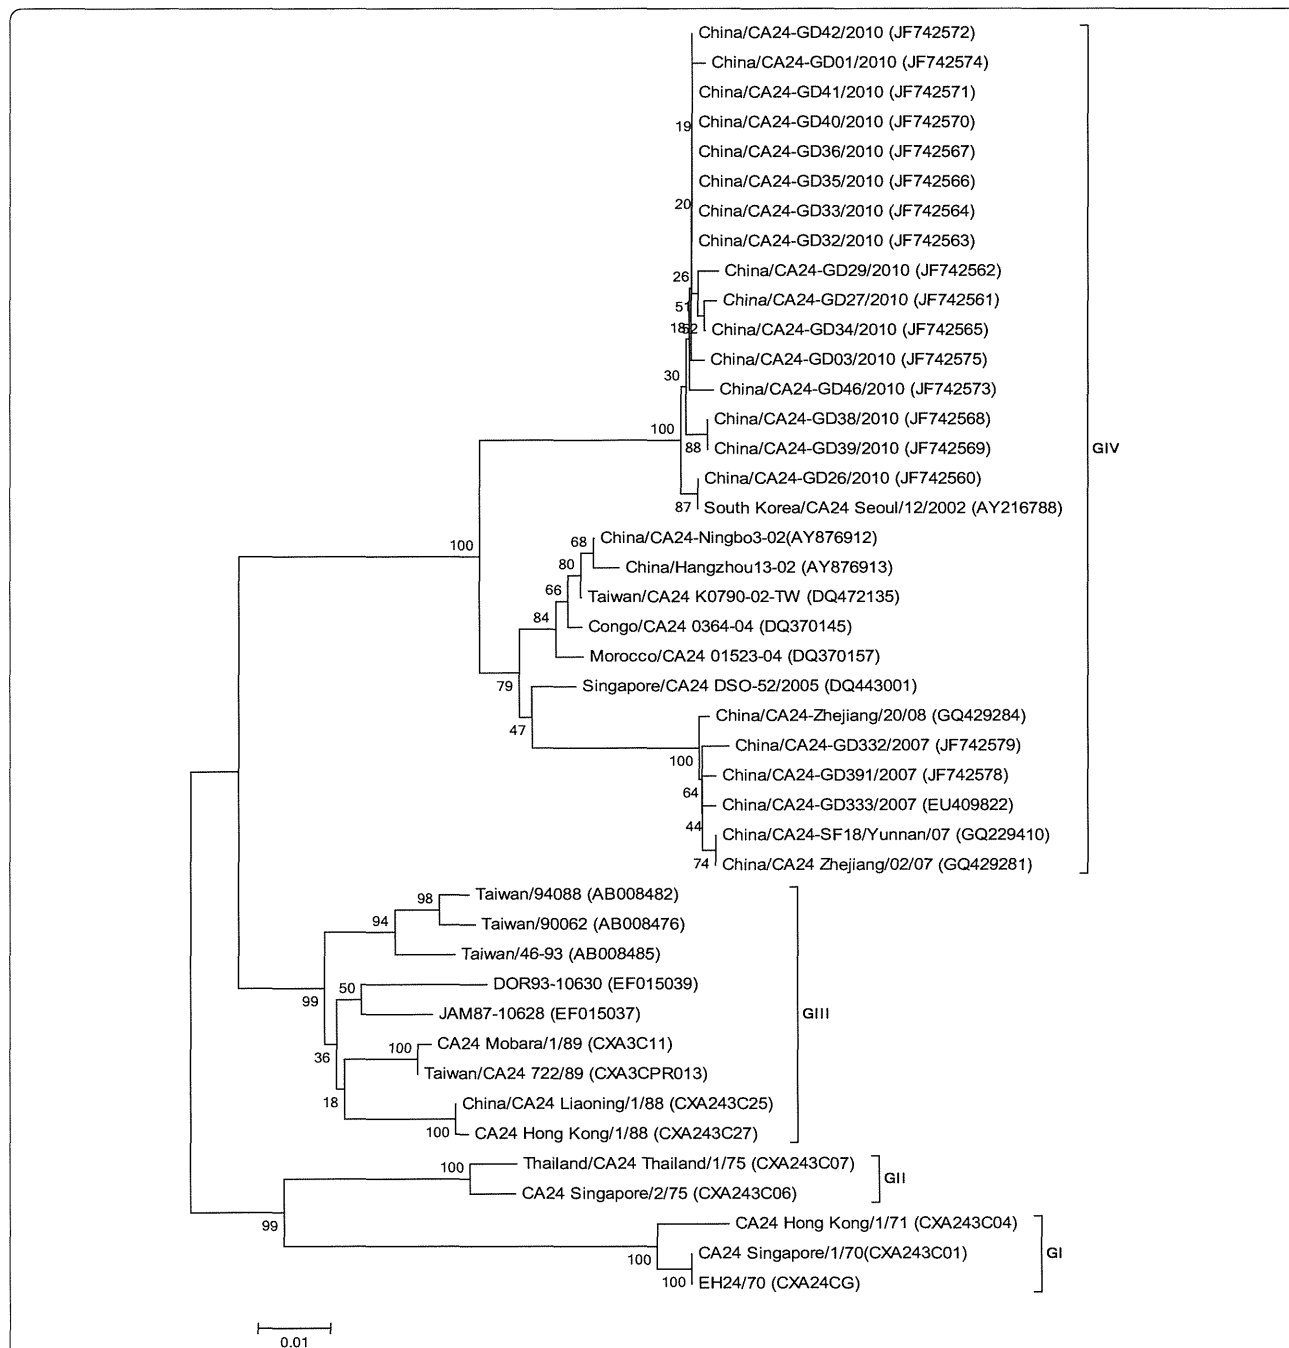 China/CA24-GD42/2010 (JF742572)
China/CA24-GD01/2010 (JF742574)
China/CA24-GD41/2010 (JF742571)
19
China/CA24-GD40/2010 (JF742570)
China/CA24-GD36/2010 (JF742567)
China/CA24-GD35/2010 (JF742566)
20
China/CA24-GD33/2010 (JF742564)
China/CA24-GD32/2010 (JF742563)
26
China/CA24-GD29/2010 (JF742562)
51
China/CA24-GD27/2010 (JF742561)
18
52
China/CA24-GD34/2010 (JF742565)
China/CA24-GD03/2010 (JF742575)
30
China/CA24-GD46/2010 (JF742573)
China/CA24-GD38/2010 (JF742568)
100
88
China/CA24-GD39/2010 (JF742569)
GIV
China/CA24-GD26/2010 (JF742560)
87
South Korea/CA24 Seoul/12/2002 (AY216788)
100
68
China/CA24-Ningbo3-02(AY876912)
80
China/Hangzhou13-02 (AY876913)
66
Taiwan/CA24 K0790-02-TW (DQ472135)
84
Congo/CA24 0364-04 (DQ370145)
Morocco/CA24 01523-04 (DQ370157)
79
Singapore/CA24 DSO-52/2005 (DQ443001)
47
China/CA24-Zhejiang/20/08 (GQ429284)
China/CA24-GD332/2007 (JF742579)
100
China/CA24-GD391/2007 (JF742578)
64
China/CA24-GD333/2007 (EU409822)
44
China/CA24-SF18/Yunnan/07 (GQ229410)
74
China/CA24 Zhejiang/02/07 (GQ429281)
98
Taiwan/94088 (AB008482)
94
Taiwan/90062 (AB008476)
Taiwan/46-93 (AB008485)
99
50
DOR93-10630 (EF015039)
JAM87-10628 (EF015037)
GIII
36
100
CA24 Mobara/1/89 (CXA3C11)
Taiwan/CA24 722/89 (CXA3CPR013)
18
China/CA24 Liaoning/1/88 (CXA243C25)
100
CA24 Hong Kong/1/88 (CXA243C27)
100
Thailand/CA24 Thailand/1/75 (CXA243C07)
GII
CA24 Singapore/2/75 (CXA243C06)
99
CA24 Hong Kong/1/71 (CXA243C04)
100
CA24 Singapore/1/70(CXA243C01)
GI
100
EH24/70 (CXA24CG)
0.01